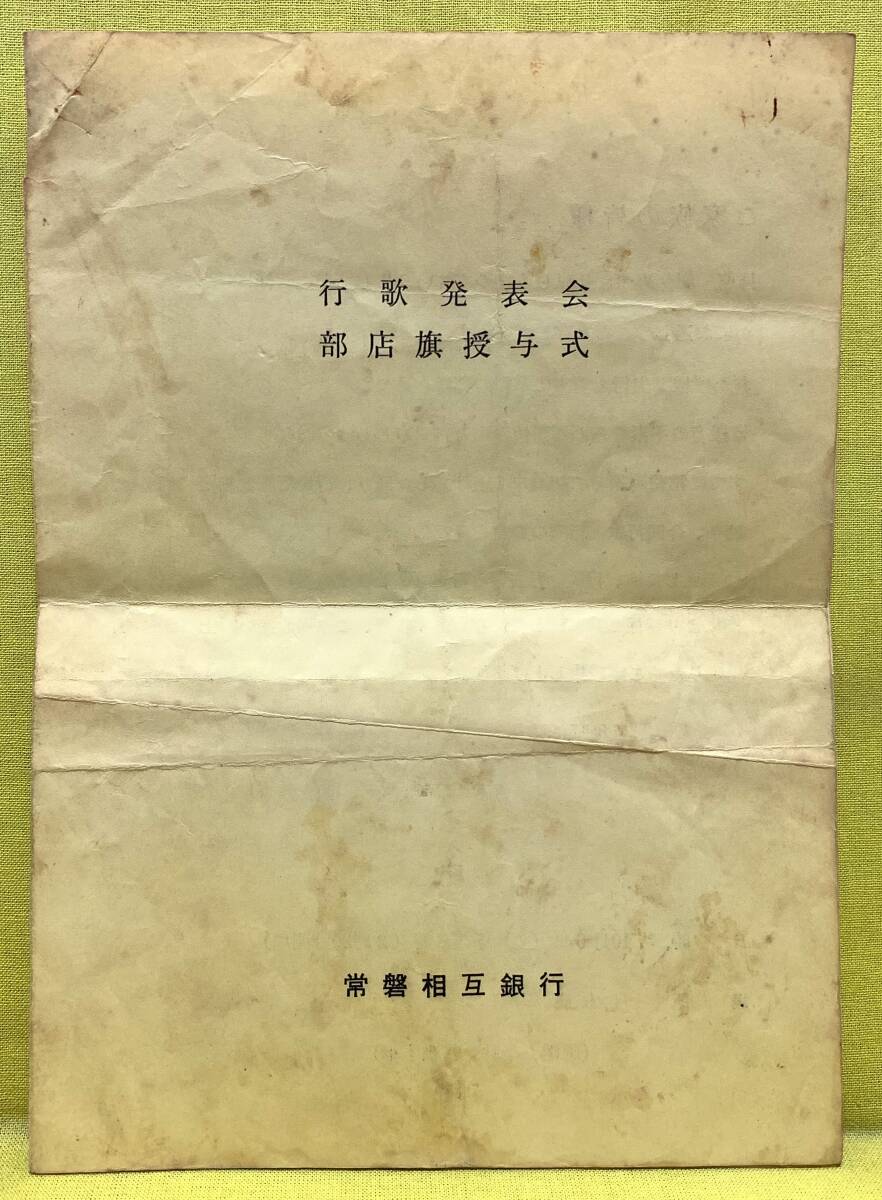 行歌発表会
部店旗授与式
常磐相互銀行